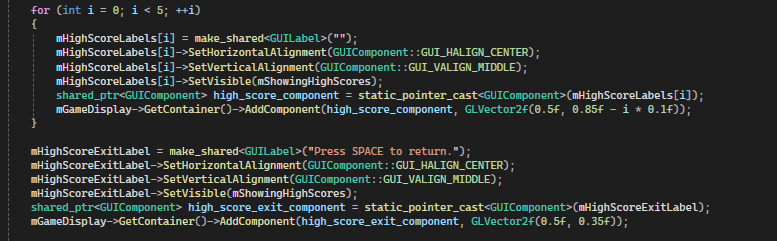 for (int i = 0; i < 5; ++i)
{
    mHighScoreLabels[i] = make_shared<GUILabel>("");
    mHighScoreLabels[i]->SetHorizontalAlignment(GUIComponent::GUI_HALIGN_CENTER);
    mHighScoreLabels[i]->SetVerticalAlignment(GUIComponent::GUI_VALIGN_MIDDLE);
    mHighScoreLabels[i]->SetVisible(mShowingHighScores);
    shared_ptr<GUIComponent> high_score_component = static_pointer_cast<GUIComponent>(mHighScoreLabels[i]);
    mGameDisplay->GetContainer()->AddComponent(high_score_component, GLVector2f(0.5f, 0.85f - i * 0.1f));
}

mHighScoreExitLabel = make_shared<GUILabel>("Press SPACE to return.");
mHighScoreExitLabel->SetHorizontalAlignment(GUIComponent::GUI_HALIGN_CENTER);
mHighScoreExitLabel->SetVerticalAlignment(GUIComponent::GUI_VALIGN_MIDDLE);
mHighScoreExitLabel->SetVisible(mShowingHighScores);
shared_ptr<GUIComponent> high_score_exit_component = static_pointer_cast<GUIComponent>(mHighScoreExitLabel);
mGameDisplay->GetContainer()->AddComponent(high_score_exit_component, GLVector2f(0.5f, 0.35f));